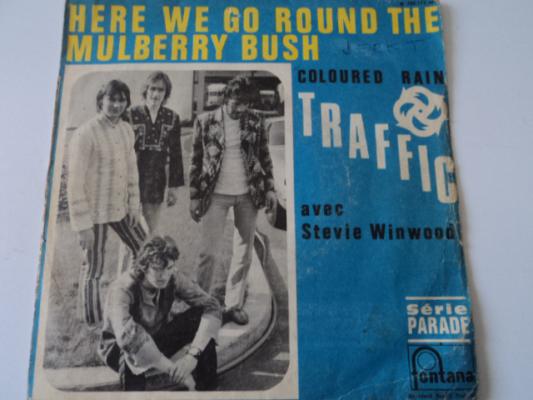 HERE WE GO ROUND THE
MULBERRY BUSH
COLOURED RAIN
TRAFFIC
avec
Stevie Winwood
Série
PARADE
fontana